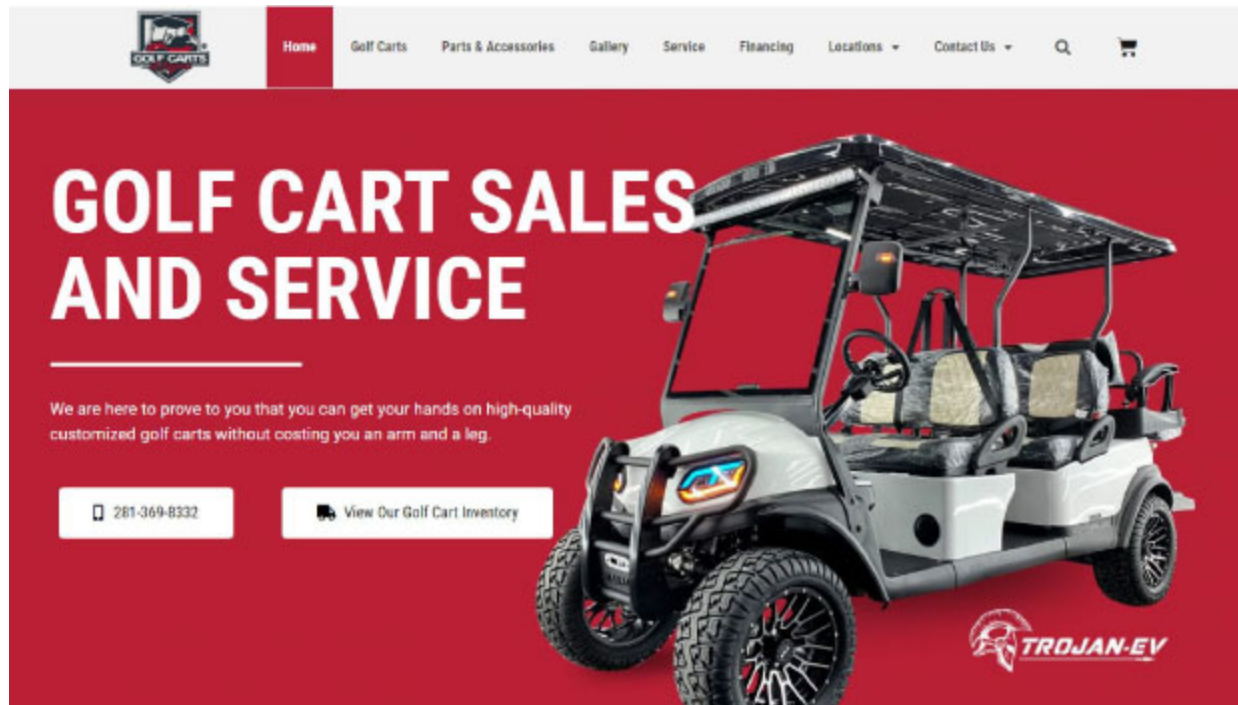 GOLF CARTS
Home
Golf Carts
Parts & Accessories
Gallery
Service
Financing
Locations
Contact Us
GOLF CART SALES
AND SERVICE
We are here to prove to you that you can get your hands on high-quality
customized golf carts without costing you an arm and a leg.
281-369-8332
View Our Golf Cart Inventory
TROJAN-EV